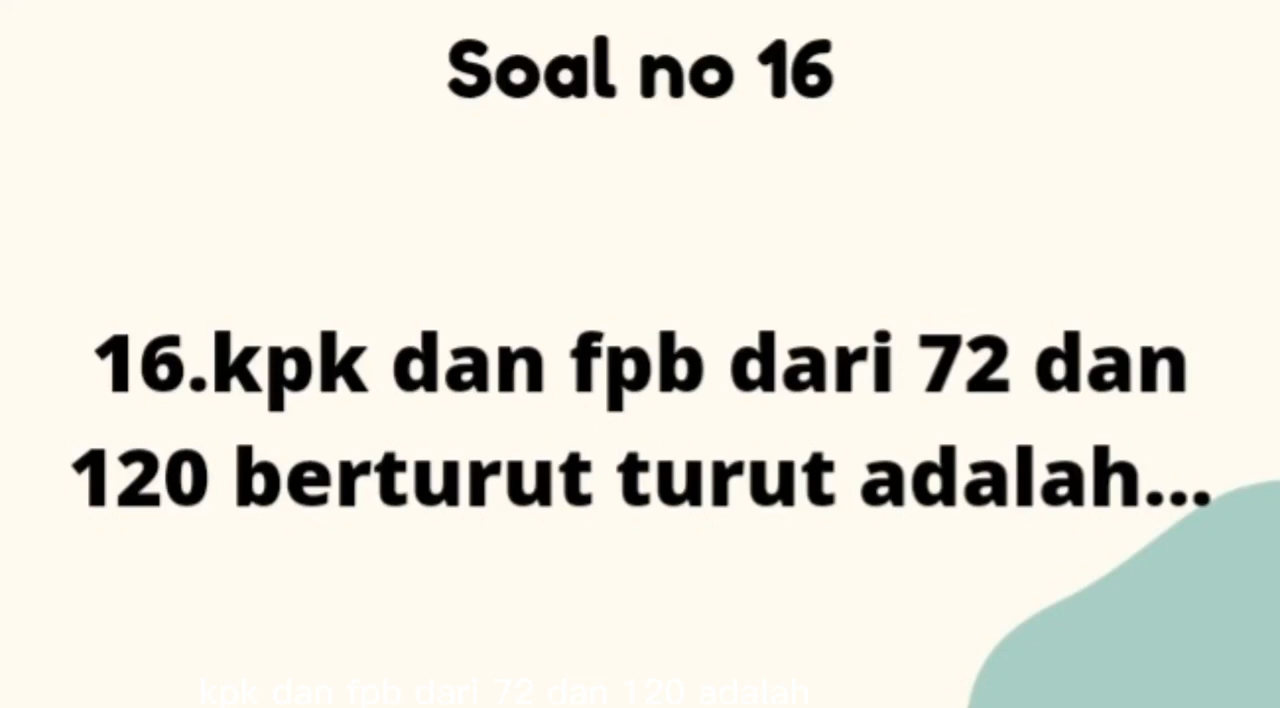 Soal no 16
16.kpk dan fpb dari 72 dan
120 berturut turut adalah...
kpk dan fpb dari 72 dan 120 adalah